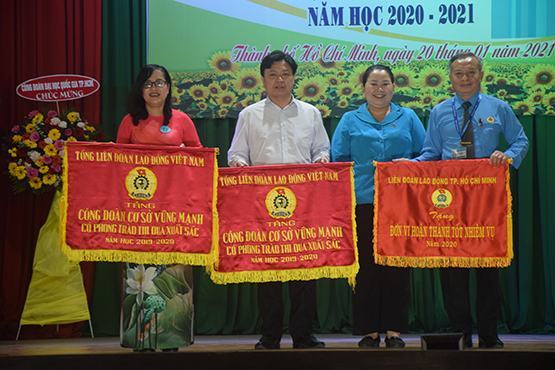 NĂM HỌC 2020 - 2021
Thành phố Hồ Chí Minh, ngày 20 tháng 01 năm 2021
CÔNG ĐOÀN ĐẠI HỌC QUỐC GIA TP.HCM
CHÚC MỪNG
TỔNG LIÊN ĐOÀN LAO ĐỘNG VIỆT NAM
TẶNG
CÔNG ĐOÀN CƠ SỞ VỮNG MẠNH
CÓ PHONG TRÀO THI ĐUA XUẤT SẮC
NĂM HỌC 2019-2020
TỔNG LIÊN ĐOÀN LAO ĐỘNG VIỆT NAM
TẶNG
CÔNG ĐOÀN CƠ SỞ VỮNG MẠNH
CÓ PHONG TRÀO THI ĐUA XUẤT SẮC
NĂM HỌC 2019-2020
LIÊN ĐOÀN LAO ĐỘNG TP. HỒ CHÍ MINH
Tặng
ĐƠN VỊ HOÀN THÀNH TỐT NHIỆM VỤ
Năm 2020